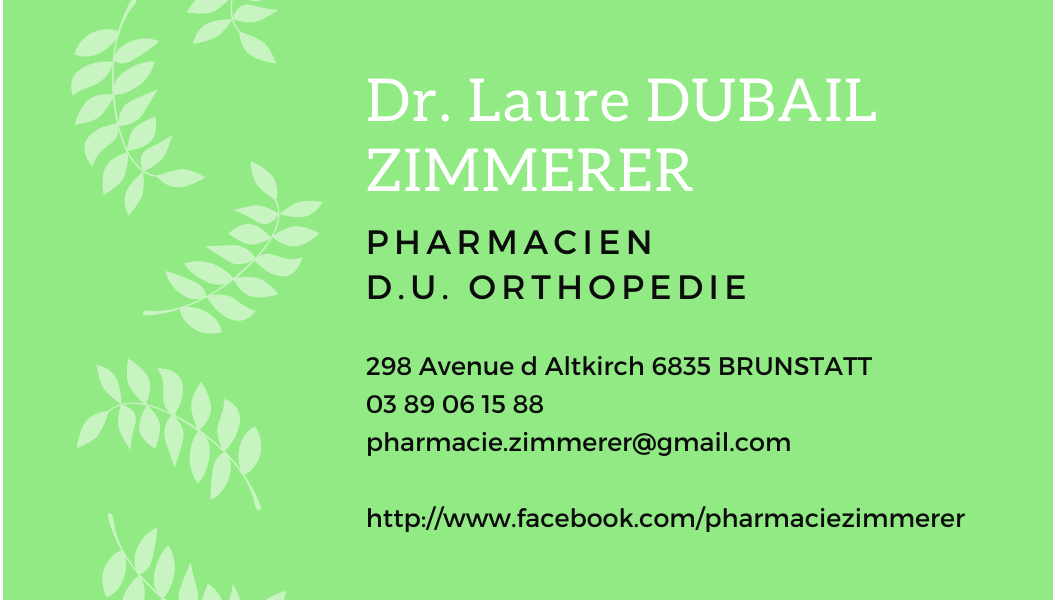 Dr. Laure DUBAIL
ZIMMERER
PHARMACIEN
D.U. ORTHOPEDIE
298 Avenue d Altkirch 6835 BRUNSTATT
03 89 06 15 88
pharmacie.zimmerer@gmail.com
http://www.facebook.com/pharmaciezimmerer